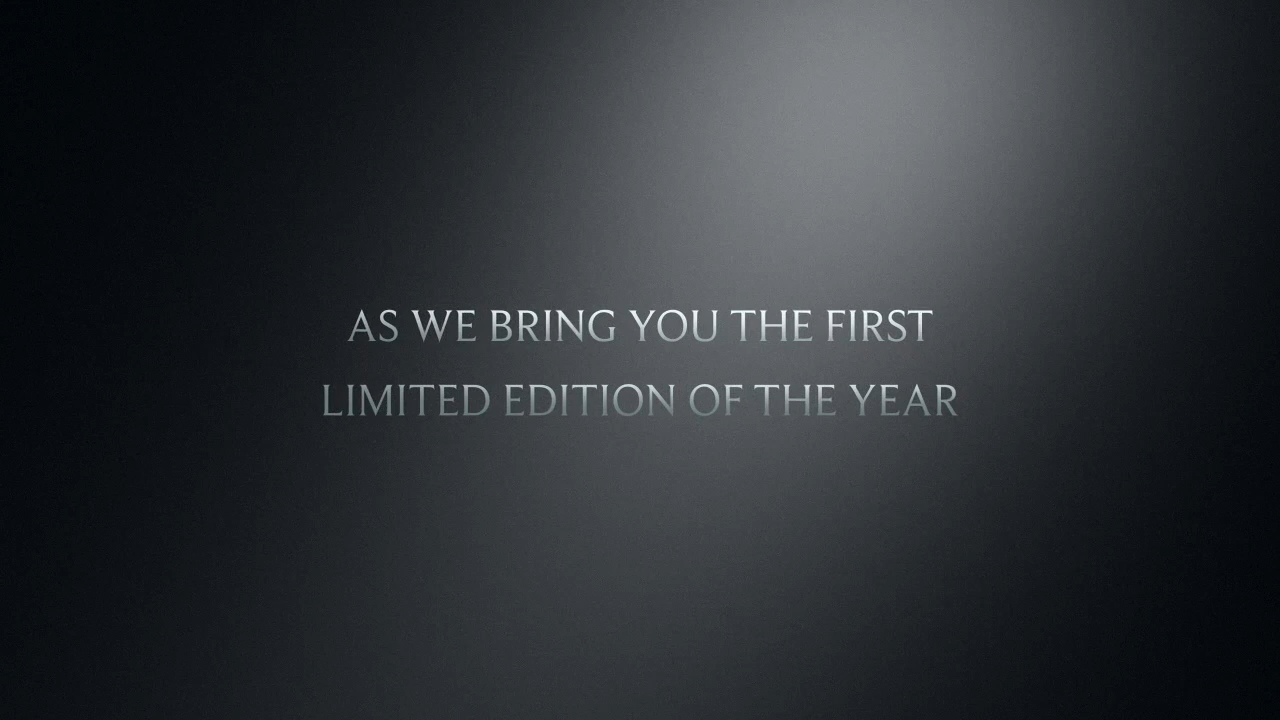 AS WE BRING YOU THE FIRST
LIMITED EDITION OF THE YEAR